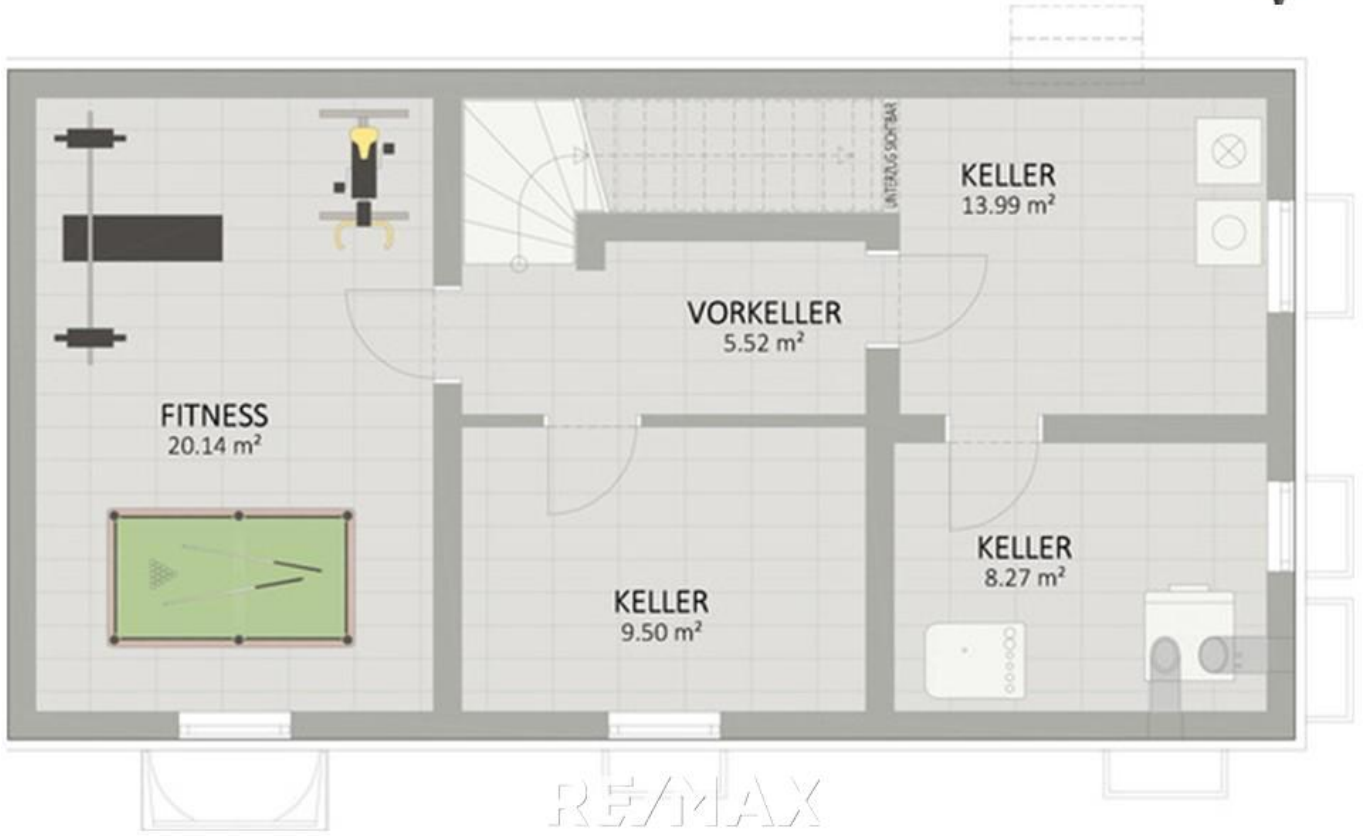 UNTERZUG SICHTBAR
KELLER
13.99 m²
VORKELLER
5.52 m²
FITNESS
20.14 m²
KELLER
8.27 m²
KELLER
9.50 m²
RE/MAX